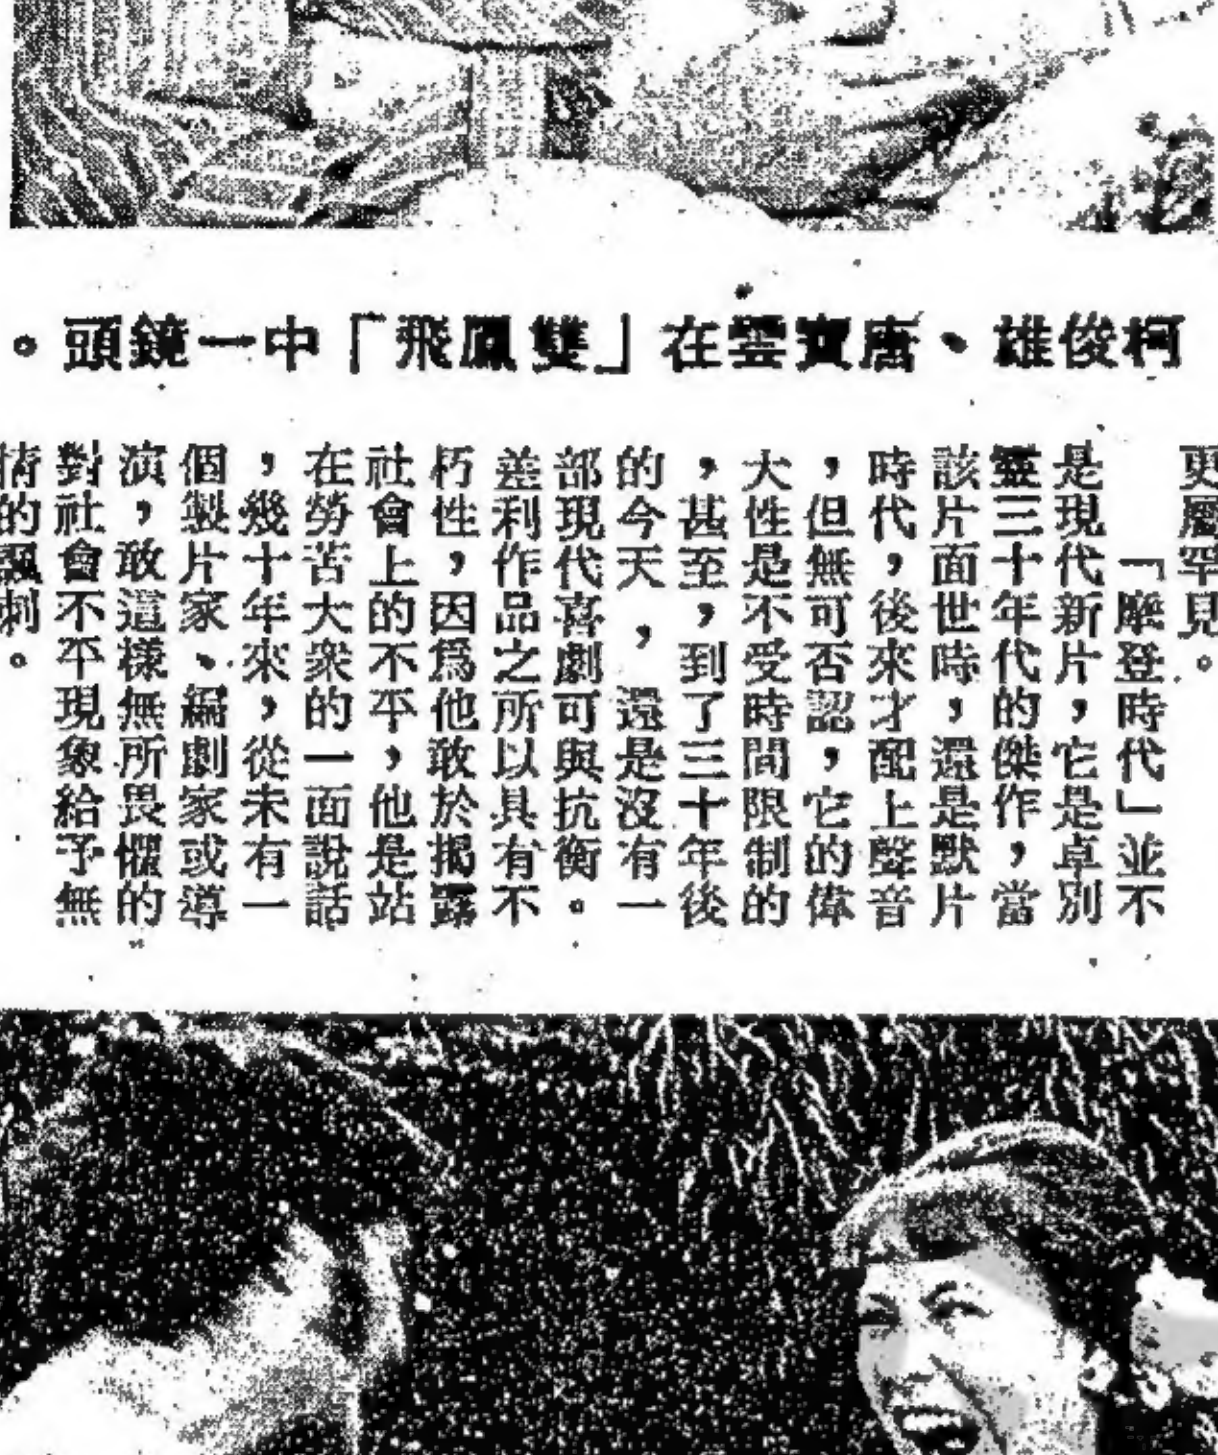 柯俊雄、唐寶雲在「雙鳳飛」中一鏡頭。
更屬罕見。
「摩登時代」並不
是現代新片，它是卓別
靈三十年代的傑作，當
該片面世時，還是默片
時代，後來才配上聲音
，但無可否認，它的偉
大性是不受時間限制的
，甚至，到了三十年後
的今天，還是沒有一
部現代喜劇可與抗衡。
差利作品之所以具有不
朽性，因爲他敢於揭露
社會上的不平，他是站
在勞苦大衆的一面說話
，幾十年來，從未有一
個製片家、編劇家或導
演，敢這樣無所畏懼的
對社會不平現象給予無
情的諷刺。